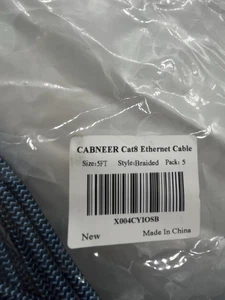 CABNEER Cat8 Ethernet Cable
Size:5FT Style-Braided Pack: 5
X004CYIOSB
New Made In China